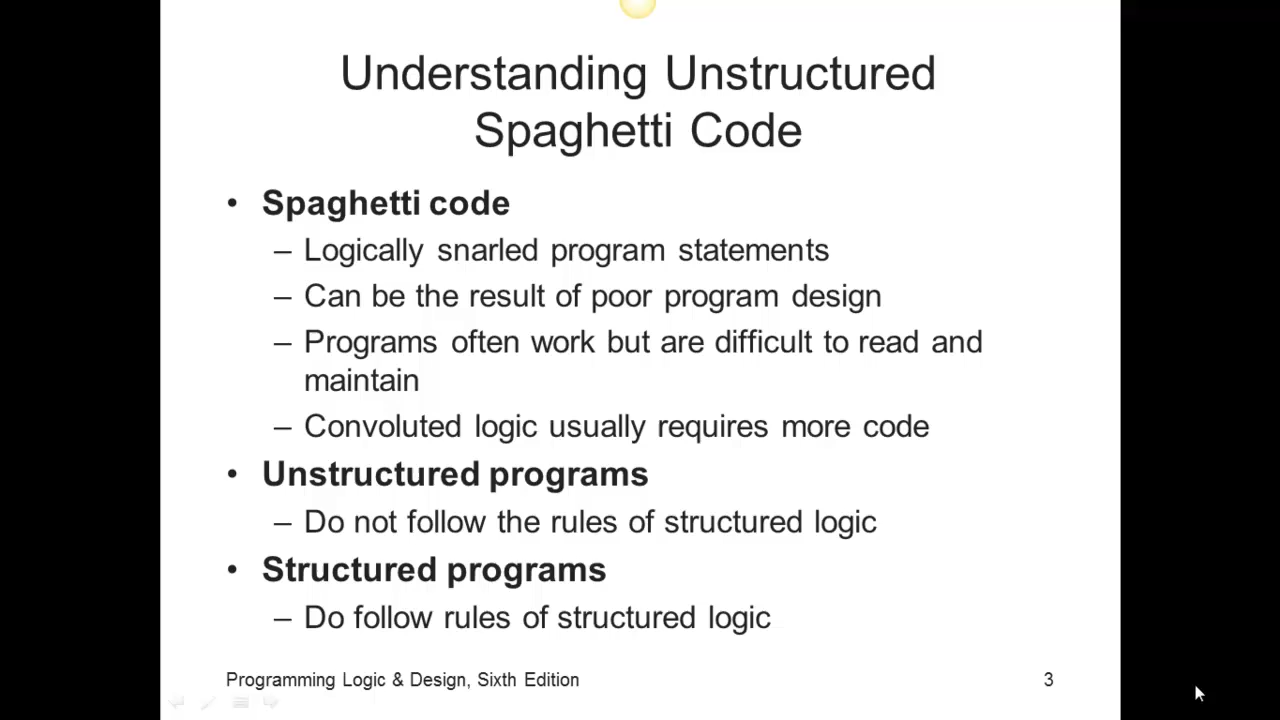 Understanding Unstructured
Spaghetti Code
• Spaghetti code
– Logically snarled program statements
– Can be the result of poor program design
– Programs often work but are difficult to read and
maintain
– Convoluted logic usually requires more code
• Unstructured programs
– Do not follow the rules of structured logic
• Structured programs
– Do follow rules of structured logic
Programming Logic & Design, Sixth Edition 3